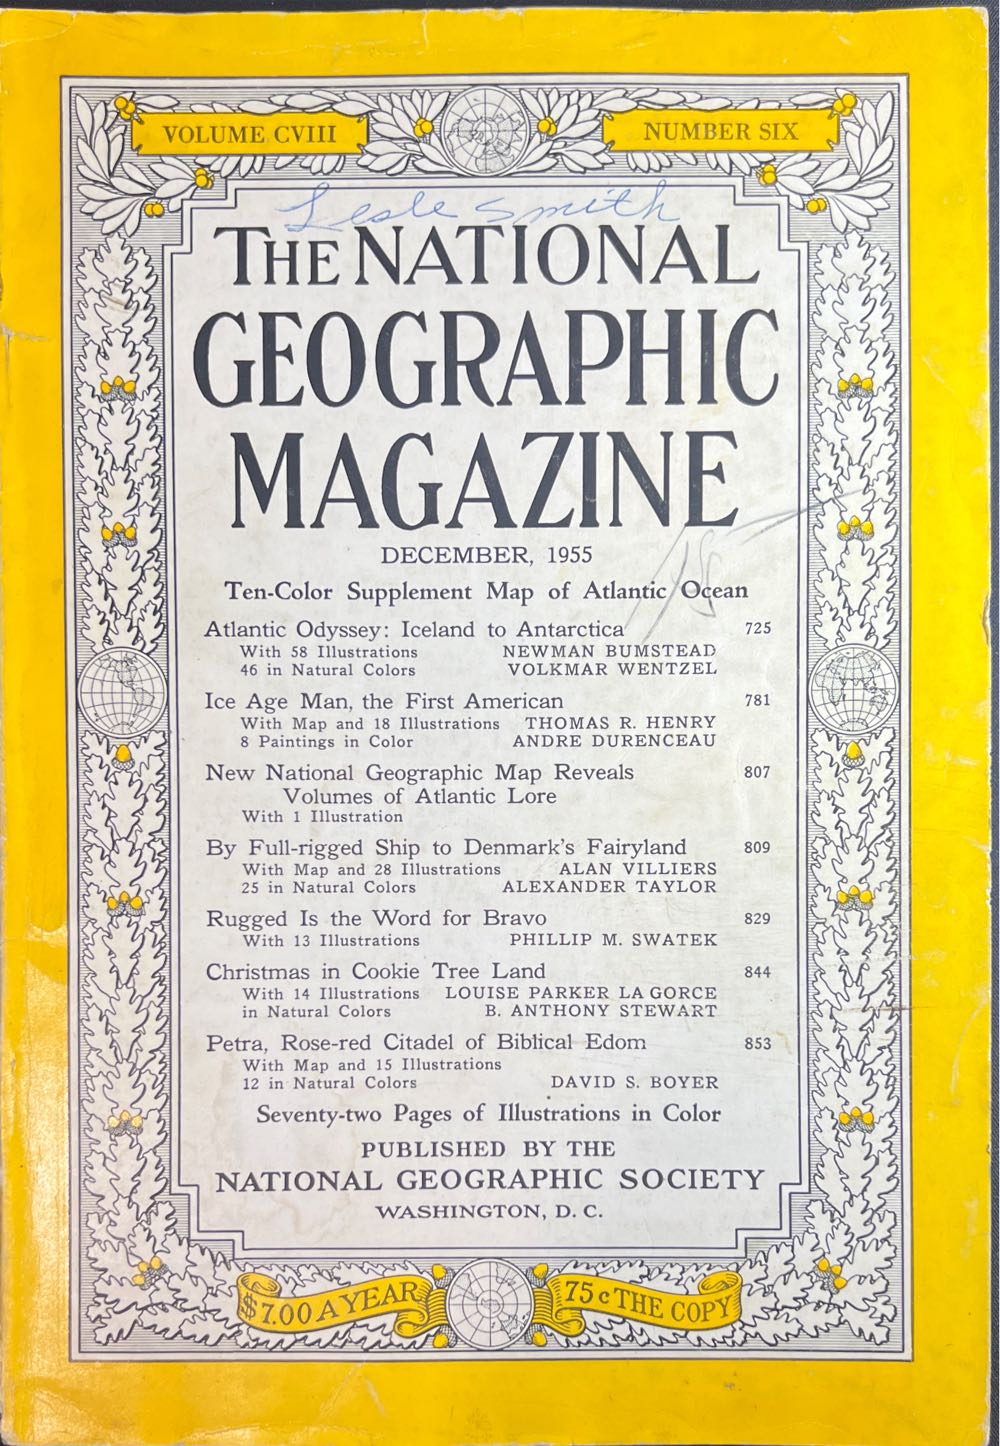 VOLUME CVIII
NUMBER SIX
Lesle Smith
THE NATIONAL
GEOGRAPHIC
MAGAZINE
DECEMBER, 1955
Ten-Color Supplement Map of Atlantic Ocean
Atlantic Odyssey: Iceland to Antarctica 725
With 58 Illustrations NEWMAN BUMSTEAD
46 in Natural Colors VOLKMAR WENTZEL
Ice Age Man, the First American 781
With Map and 18 Illustrations THOMAS R. HENRY
8 Paintings in Color ANDRE DURENCEAU
New National Geographic Map Reveals 807
Volumes of Atlantic Lore
With 1 Illustration
By Full-rigged Ship to Denmark's Fairyland 809
With Map and 28 Illustrations ALAN VILLIERS
25 in Natural Colors ALEXANDER TAYLOR
Rugged Is the Word for Bravo 829
With 13 Illustrations PHILLIP M. SWATEK
Christmas in Cookie Tree Land 844
With 14 Illustrations LOUISE PARKER LA GORCE
in Natural Colors B. ANTHONY STEWART
Petra, Rose-red Citadel of Biblical Edom 853
With Map and 15 Illustrations
12 in Natural Colors DAVID S. BOYER
Seventy-two Pages of Illustrations in Color
PUBLISHED BY THE
NATIONAL GEOGRAPHIC SOCIETY
WASHINGTON, D. C.
$7.00 A YEAR
75c THE COPY